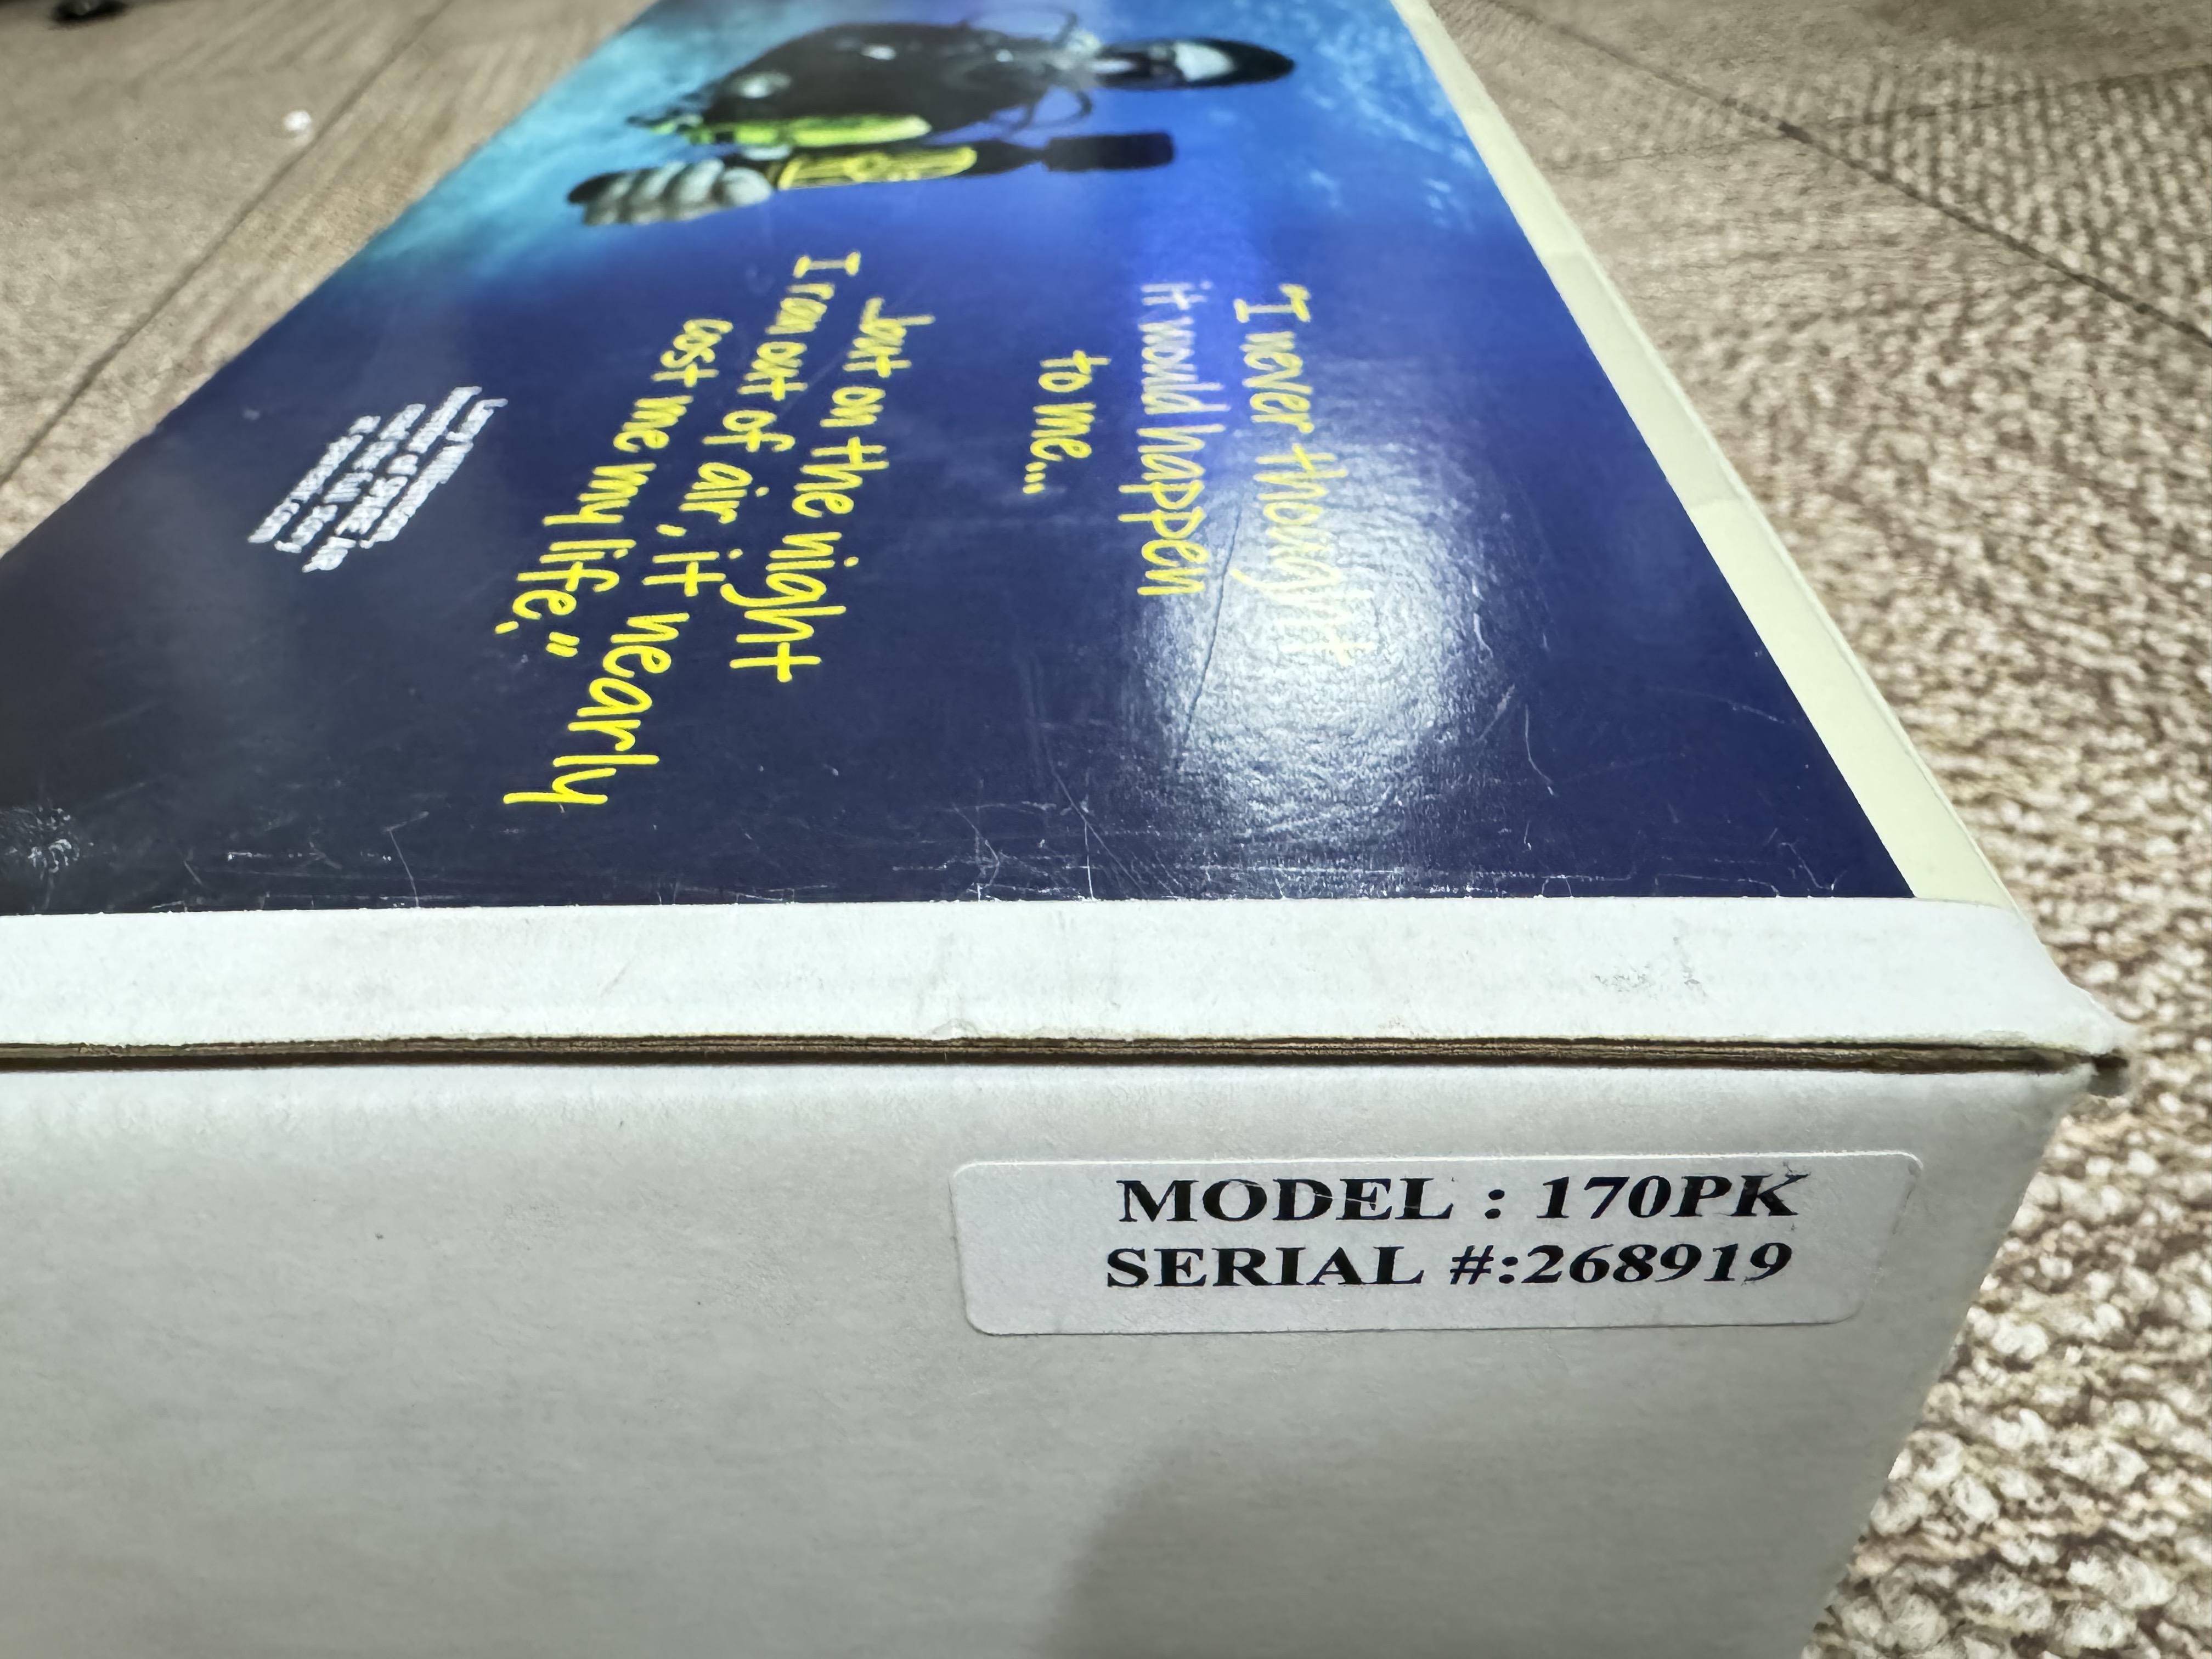 "I never thought
it would happen
to me...
...but on the night
I ran out of air, it nearly
cost me my life."
MODEL : 170PK
SERIAL #:268919